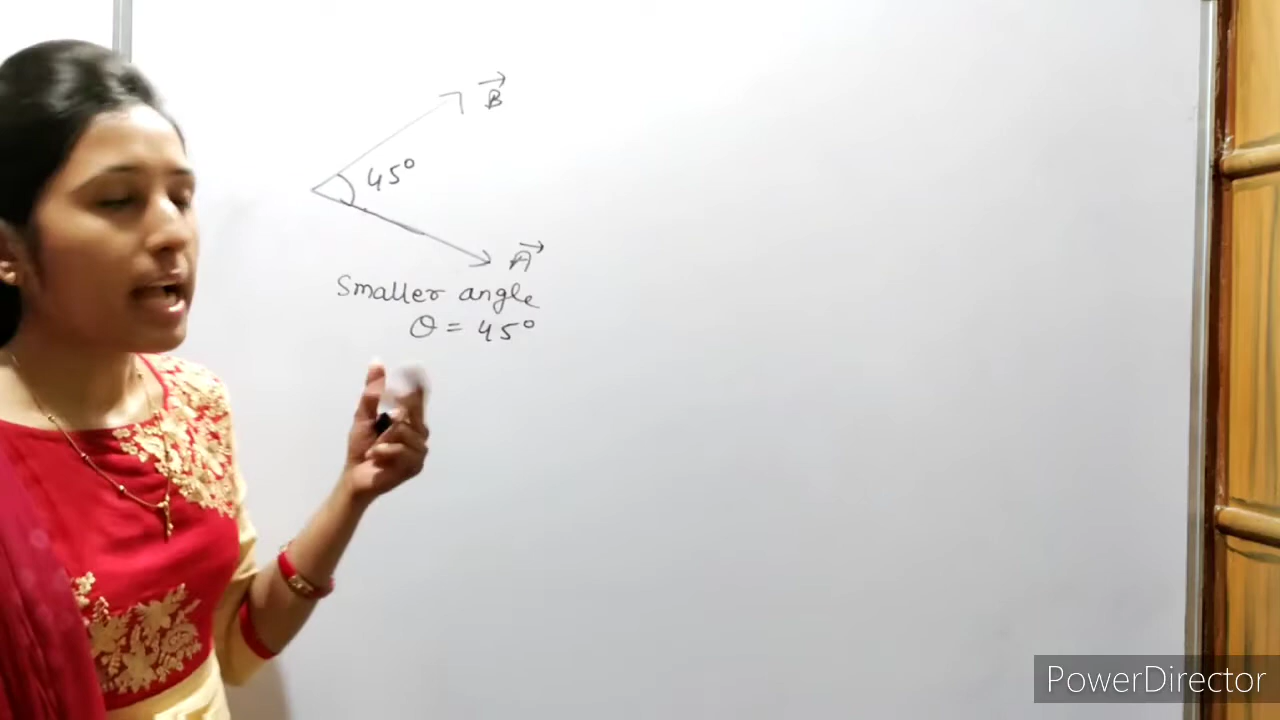 B⃗
45°
A⃗
Smaller angle
θ = 45°
PowerDirector